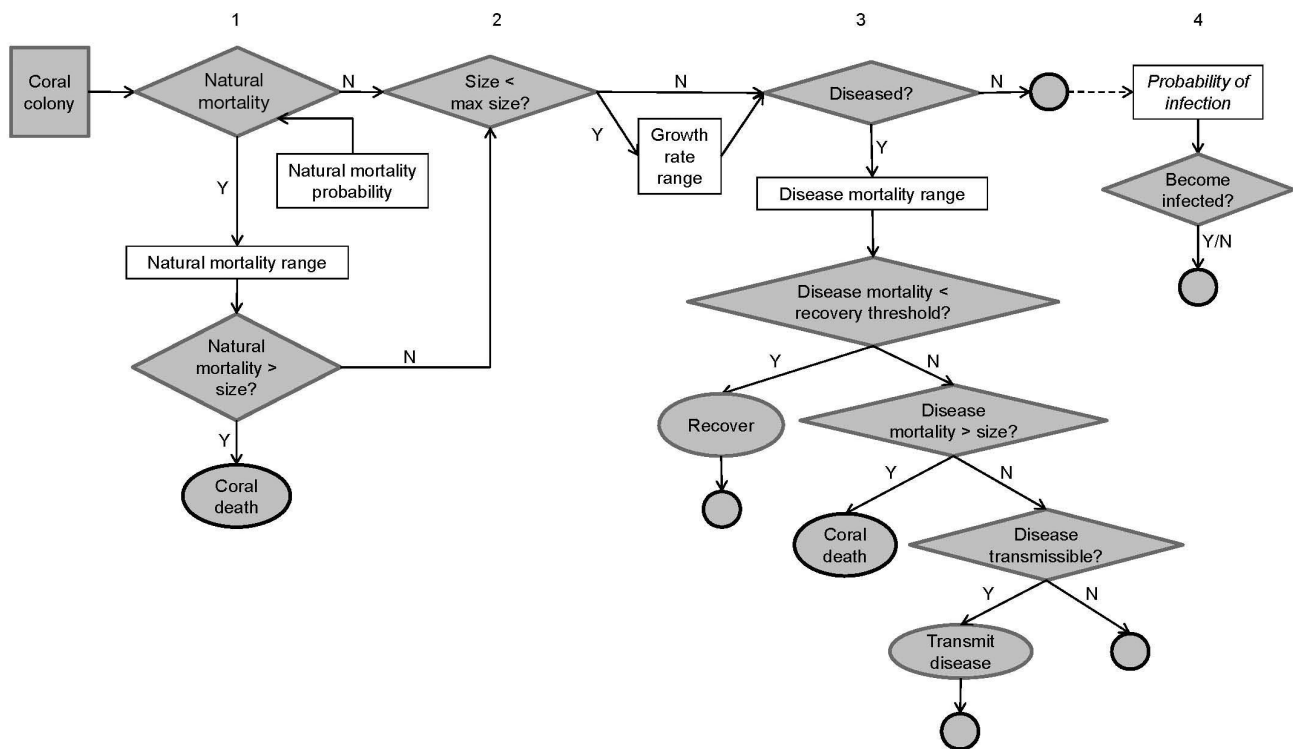 1
2
3
4
Coral
colony
Natural
mortality
N
Size <
max size?
N
Diseased?
N
Probability of
infection
Y
Growth
rate
range
Y
Natural mortality
probability
Y
Disease mortality range
Become
infected?
Y/N
Natural mortality range
Disease mortality <
recovery threshold?
Natural
mortality >
size?
N
Y
N
Y
Recover
Disease
mortality > size?
Coral
death
Y
N
Coral
death
Disease
transmissible?
Y
N
Transmit
disease